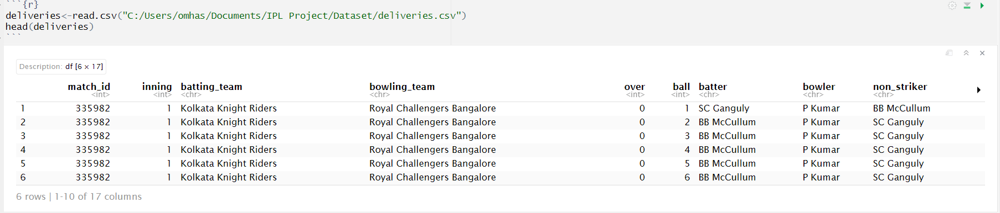 ```{r}
deliveries<-read.csv("C:/Users/omhas/Documents/IPL Project/Dataset/deliveries.csv")
head(deliveries)
```
Description: df [6 × 17]
match_id inning batting_team bowling_team over ball batter bowler non_striker
<int> <int> <chr> <chr> <int> <int> <chr> <chr> <chr>
1 335982 1 Kolkata Knight Riders Royal Challengers Bangalore 0 1 SC Ganguly P Kumar BB McCullum
2 335982 1 Kolkata Knight Riders Royal Challengers Bangalore 0 2 BB McCullum P Kumar SC Ganguly
3 335982 1 Kolkata Knight Riders Royal Challengers Bangalore 0 3 BB McCullum P Kumar SC Ganguly
4 335982 1 Kolkata Knight Riders Royal Challengers Bangalore 0 4 BB McCullum P Kumar SC Ganguly
5 335982 1 Kolkata Knight Riders Royal Challengers Bangalore 0 5 BB McCullum P Kumar SC Ganguly
6 335982 1 Kolkata Knight Riders Royal Challengers Bangalore 0 6 BB McCullum P Kumar SC Ganguly
6 rows | 1-10 of 17 columns